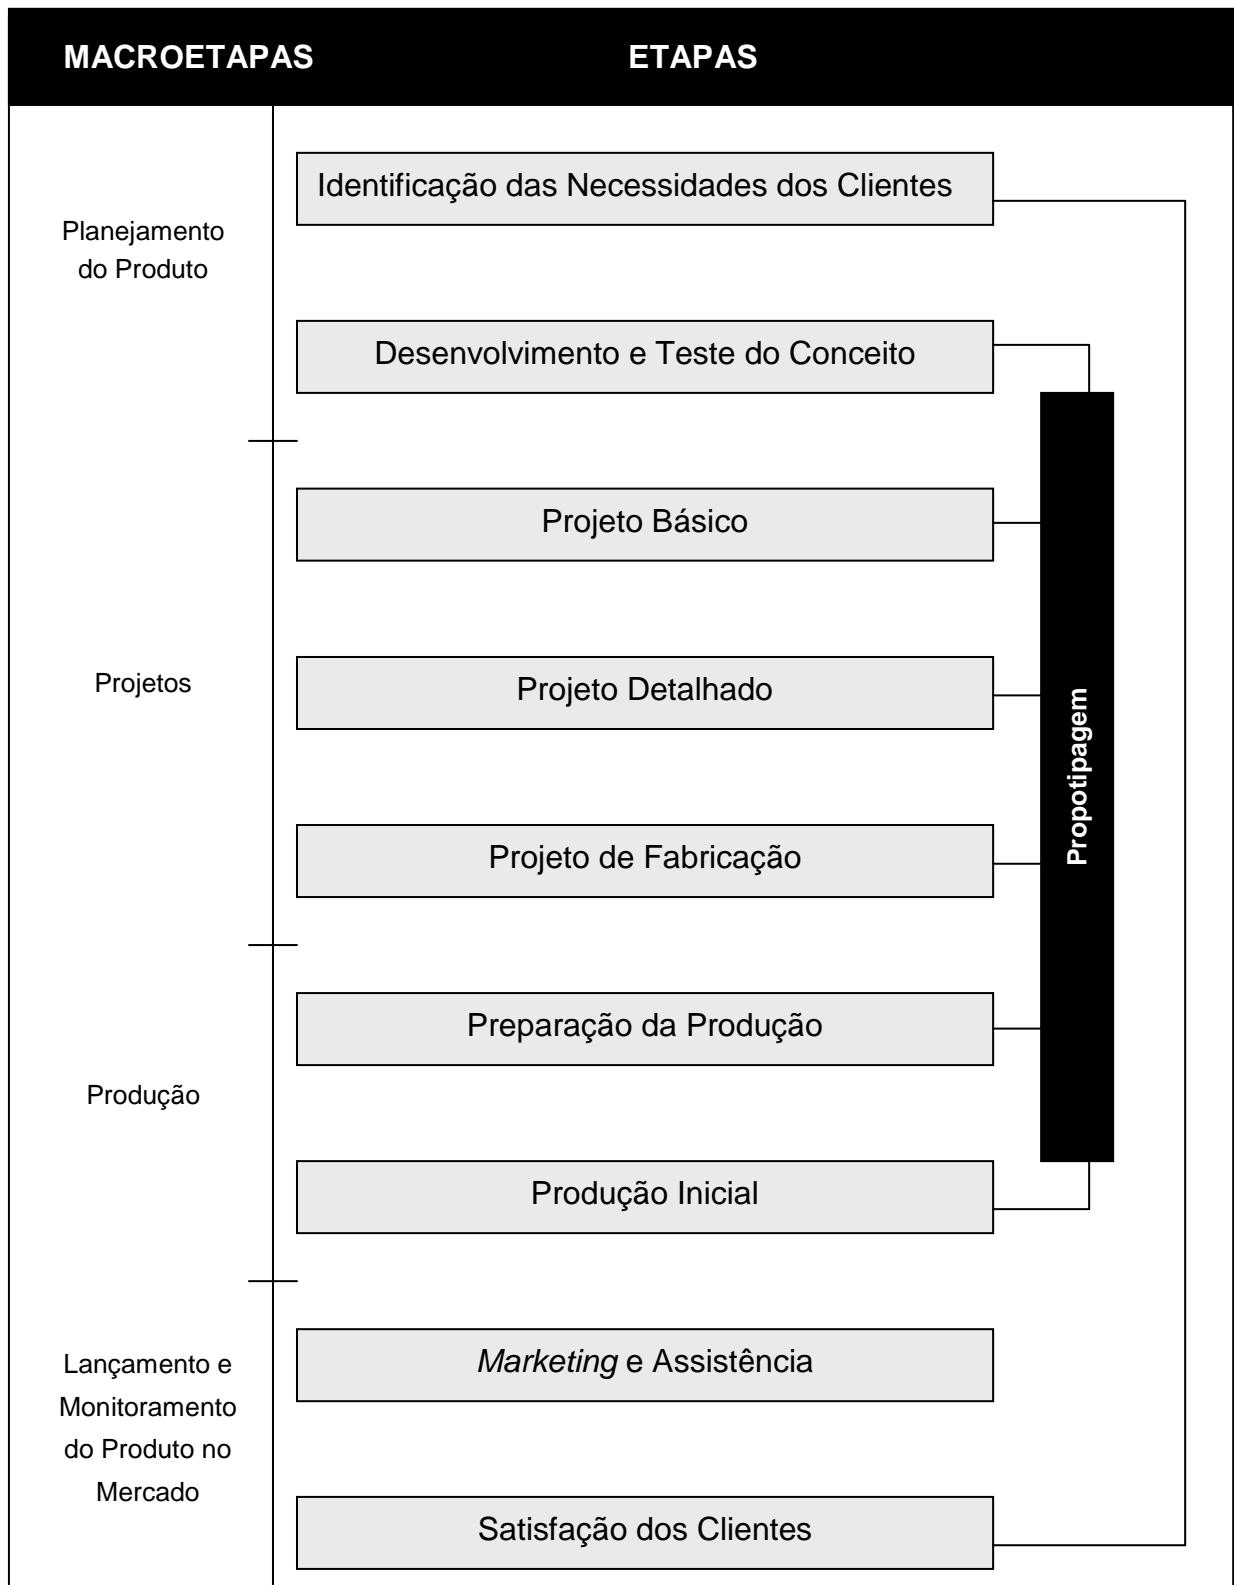 MACROETAPAS ETAPAS
Identificação das Necessidades dos Clientes
Planejamento
do Produto
Desenvolvimento e Teste do Conceito
Projeto Básico
Projetos
Projeto Detalhado
Propotipagem
Projeto de Fabricação
Preparação da Produção
Produção
Produção Inicial
Marketing e Assistência
Lançamento e
Monitoramento
do Produto no
Mercado
Satisfação dos Clientes